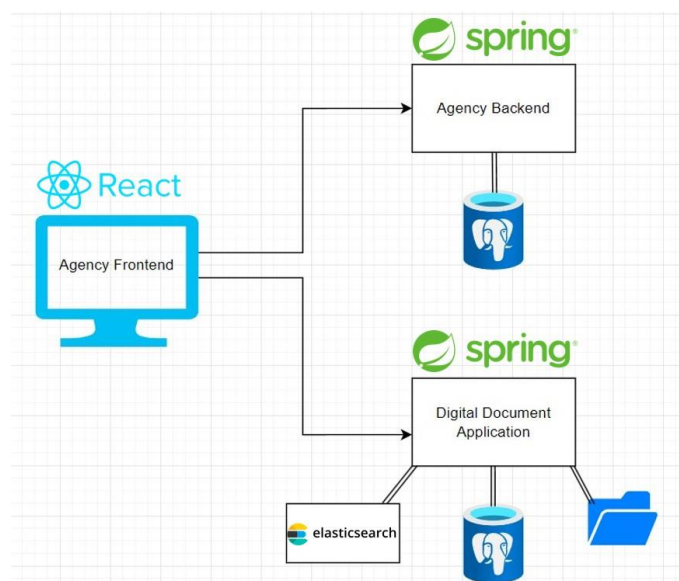 spring
Agency Backend
React
Agency Frontend
spring
Digital Document
Application
elasticsearch